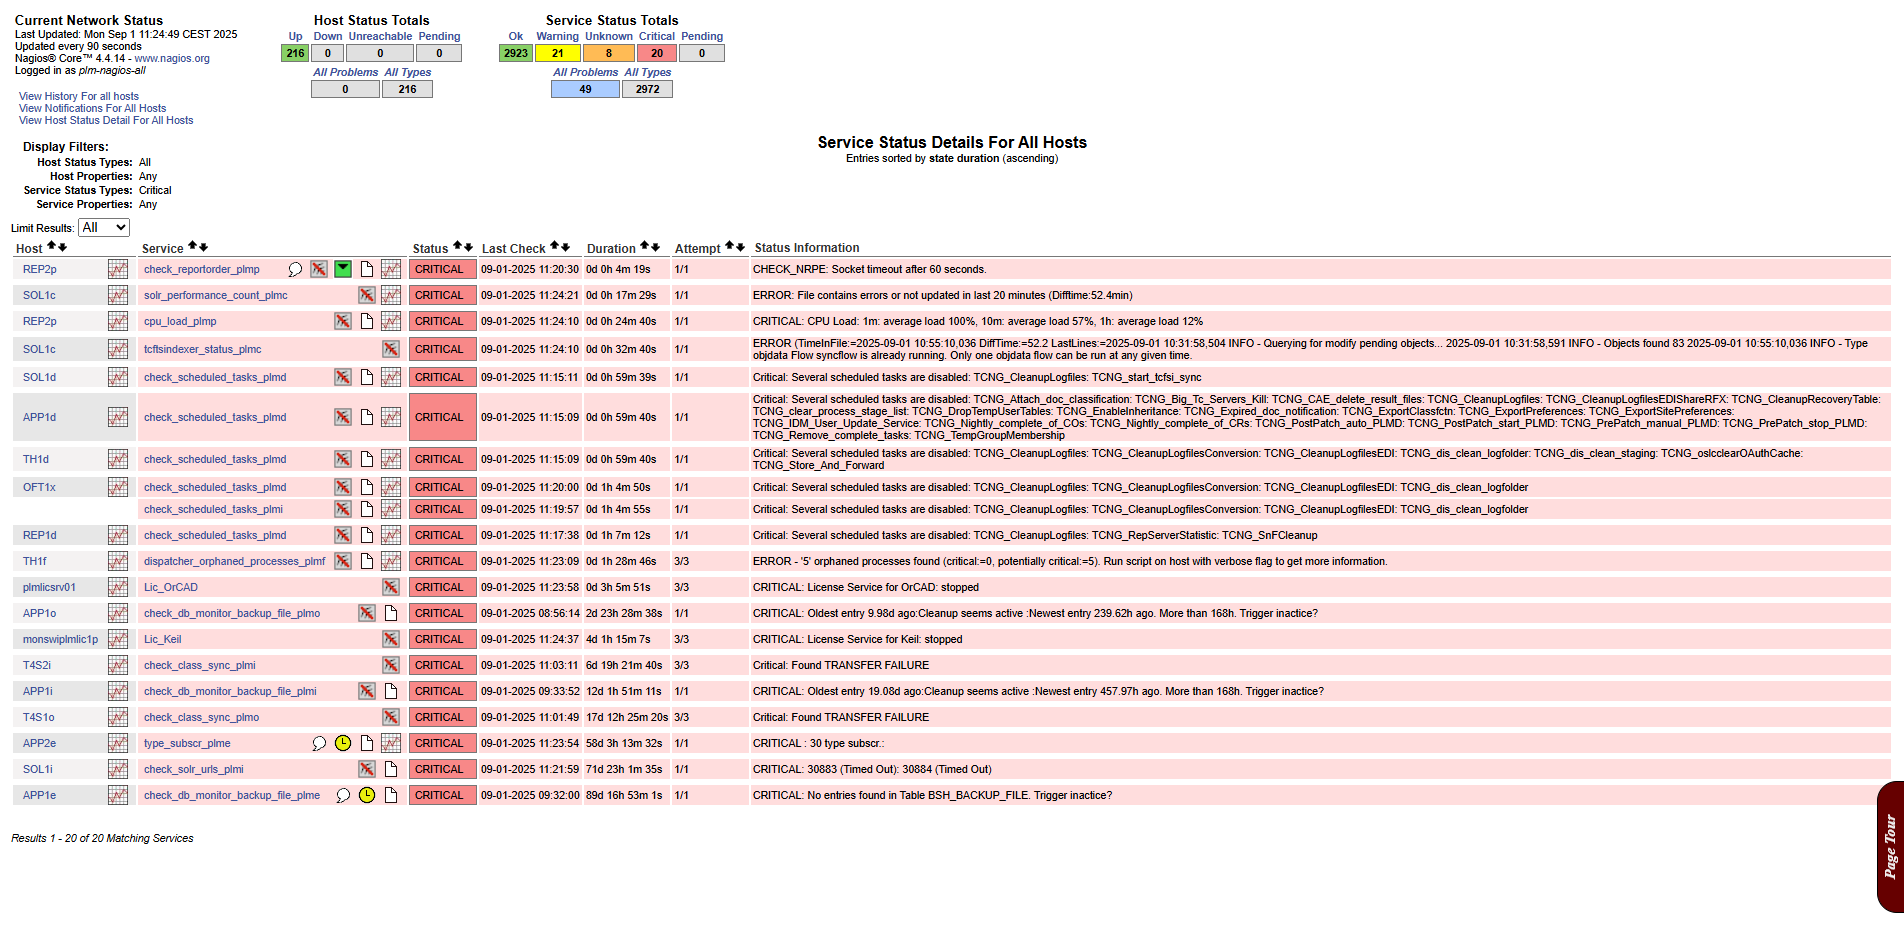 Current Network Status
Last Updated: Mon Sep 1 11:24:49 CEST 2025
Updated every 90 seconds
Nagios® Core™ 4.4.14 - www.nagios.org
Logged in as plm-nagios-all
View History For all hosts
View Notifications For All Hosts
View Host Status Detail For All Hosts
Host Status Totals
Up Down Unreachable Pending
216 0 0 0
All Problems All Types
0 216
Service Status Totals
Ok Warning Unknown Critical Pending
2923 21 8 20 0
All Problems All Types
49 2972
Display Filters:
Host Status Types: All
Host Properties: Any
Service Status Types: Critical
Service Properties: Any
Service Status Details For All Hosts
Entries sorted by state duration (ascending)
Limit Results: All
Host Service Status Last Check Duration Attempt Status Information
REP2p check_reportorder_plmp CRITICAL 09-01-2025 11:20:30 0d 0h 4m 19s 1/1 CHECK_NRPE: Socket timeout after 60 seconds.
SOL1c solr_performance_count_plmc CRITICAL 09-01-2025 11:24:21 0d 0h 17m 29s 1/1 ERROR: File contains errors or not updated in last 20 minutes (Difftime:52.4min)
REP2p cpu_load_plmp CRITICAL 09-01-2025 11:24:10 0d 0h 24m 40s 1/1 CRITICAL: CPU Load: 1m: average load 100%, 10m: average load 57%, 1h: average load 12%
SOL1c tcftsindexer_status_plmc CRITICAL 09-01-2025 11:24:10 0d 0h 32m 40s 1/1 ERROR (TimeInFile:=2025-09-01 10:55:10,036 DiffTime:=52.2 LastLines:=2025-09-01 10:31:58,504 INFO - Querying for modify pending objects... 2025-09-01 10:31:58,591 INFO - Objects found 83 2025-09-01 10:55:10,036 INFO - Type
objdata Flow syncflow is already running. Only one objdata flow can be run at any given time.
SOL1d check_scheduled_tasks_plmd CRITICAL 09-01-2025 11:15:11 0d 0h 59m 39s 1/1 Critical: Several scheduled tasks are disabled: TCNG_CleanupLogfiles: TCNG_start_tcfsi_sync
APP1d check_scheduled_tasks_plmd CRITICAL 09-01-2025 11:15:09 0d 0h 59m 40s 1/1 Critical: Several scheduled tasks are disabled: TCNG_Attach_doc_classification: TCNG_Big_Tc_Servers_Kill: TCNG_CAE_delete_result_files: TCNG_CleanupLogfiles: TCNG_CleanupLogfilesEDIShareRFX: TCNG_CleanupRecoveryTable:
TCNG_clear_process_stage_list: TCNG_DropTempUserTables: TCNG_EnableInheritance: TCNG_Expired_doc_notification: TCNG_ExportClassfctn: TCNG_ExportPreferences: TCNG_ExportSitePreferences:
TCNG_IDM_User_Update_Service: TCNG_Nightly_complete_of_COs: TCNG_Nightly_complete_of_CRs: TCNG_PostPatch_auto_PLMD: TCNG_PostPatch_start_PLMD: TCNG_PrePatch_manual_PLMD: TCNG_PrePatch_stop_PLMD:
TCNG_Remove_complete_tasks: TCNG_TempGroupMembership
TH1d check_scheduled_tasks_plmd CRITICAL 09-01-2025 11:15:09 0d 0h 59m 40s 1/1 Critical: Several scheduled tasks are disabled: TCNG_CleanupLogfiles: TCNG_CleanupLogfilesConversion: TCNG_CleanupLogfilesEDI: TCNG_dis_clean_logfolder: TCNG_dis_clean_staging: TCNG_oslcclearOAuthCache:
TCNG_Store_And_Forward
OFT1x check_scheduled_tasks_plmd CRITICAL 09-01-2025 11:20:00 0d 1h 4m 50s 1/1 Critical: Several scheduled tasks are disabled: TCNG_CleanupLogfiles: TCNG_CleanupLogfilesConversion: TCNG_CleanupLogfilesEDI: TCNG_dis_clean_logfolder
check_scheduled_tasks_plmi CRITICAL 09-01-2025 11:19:57 0d 1h 4m 55s 1/1 Critical: Several scheduled tasks are disabled: TCNG_CleanupLogfiles: TCNG_CleanupLogfilesConversion: TCNG_CleanupLogfilesEDI: TCNG_dis_clean_logfolder
REP1d check_scheduled_tasks_plmd CRITICAL 09-01-2025 11:17:38 0d 1h 7m 12s 1/1 Critical: Several scheduled tasks are disabled: TCNG_CleanupLogfiles: TCNG_RepServerStatistic: TCNG_SnFCleanup
TH1f dispatcher_orphaned_processes_plmf CRITICAL 09-01-2025 11:23:09 0d 1h 28m 46s 3/3 ERROR - '5' orphaned processes found (critical:=0, potentially critical:=5). Run script on host with verbose flag to get more information.
plmlicsrv01 Lic_OrCAD CRITICAL 09-01-2025 11:23:58 0d 3h 5m 51s 3/3 CRITICAL: License Service for OrCAD: stopped
APP1o check_db_monitor_backup_file_plmo CRITICAL 09-01-2025 08:56:14 2d 23h 28m 38s 1/1 CRITICAL: Oldest entry 9.98d ago:Cleanup seems active :Newest entry 239.62h ago. More than 168h. Trigger inactice?
monswiplmlic1p Lic_Keil CRITICAL 09-01-2025 11:24:37 4d 1h 15m 7s 3/3 CRITICAL: License Service for Keil: stopped
T4S2i check_class_sync_plmi CRITICAL 09-01-2025 11:03:11 6d 19h 21m 40s 3/3 Critical: Found TRANSFER FAILURE
APP1i check_db_monitor_backup_file_plmi CRITICAL 09-01-2025 09:33:52 12d 1h 51m 11s 1/1 CRITICAL: Oldest entry 19.08d ago:Cleanup seems active :Newest entry 457.97h ago. More than 168h. Trigger inactice?
T4S1o check_class_sync_plmo CRITICAL 09-01-2025 11:01:49 17d 12h 25m 20s 3/3 Critical: Found TRANSFER FAILURE
APP2e type_subscr_plme CRITICAL 09-01-2025 11:23:54 58d 3h 13m 32s 1/1 CRITICAL : 30 type subscr.:
SOL1i check_solr_urls_plmi CRITICAL 09-01-2025 11:21:59 71d 23h 1m 35s 1/1 CRITICAL: 30883 (Timed Out): 30884 (Timed Out)
APP1e check_db_monitor_backup_file_plme CRITICAL 09-01-2025 09:32:00 89d 16h 53m 1s 1/1 CRITICAL: No entries found in Table BSH_BACKUP_FILE. Trigger inactice?
Results 1 - 20 of 20 Matching Services
Page Tour